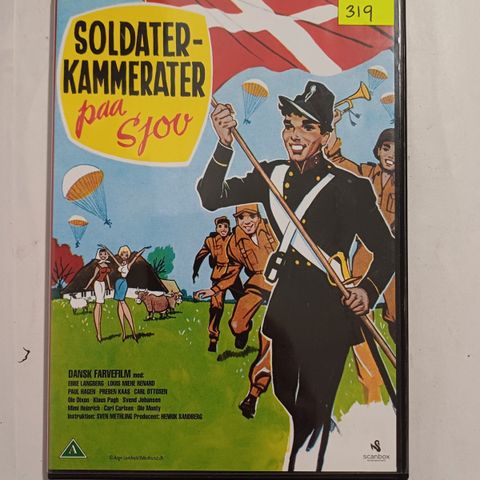 319
SOLDATER-
KAMMERATER
paa
sjov
DANSK FARVEFILM med:
EBBE LANGBERG · LOUIS MIEHE RENARD
PAUL HAGEN · PREBEN KAAS · CARL OTTOSEN
Ole Dixon · Klaus Pagh · Svend Johansen
Mimi Heinrich · Carl Carlsen · Ole Monty
Instruktion: SVEN METHLING Producent: HENRIK SANDBERG
A
scanbox